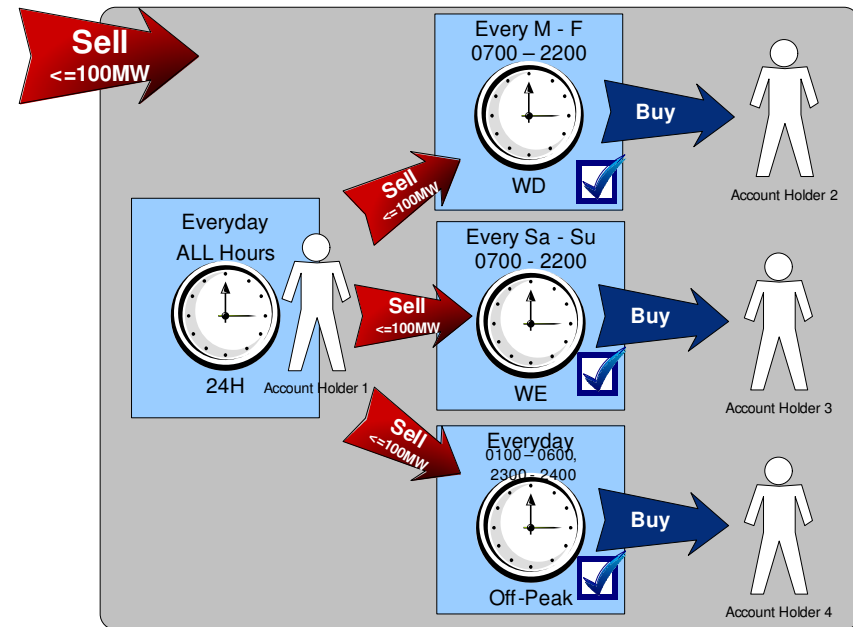 Sell
<=100MW
Every M - F
0700 – 2200
WD
Buy
Account Holder 2
Sell
<=100MW
Everyday
ALL Hours
24H
Account Holder 1
Sell
<=100MW
Every Sa - Su
0700 - 2200
WE
Buy
Account Holder 3
Sell
<=100MW
Everyday
0100 – 0600,
2300 - 2400
Off-Peak
Buy
Account Holder 4